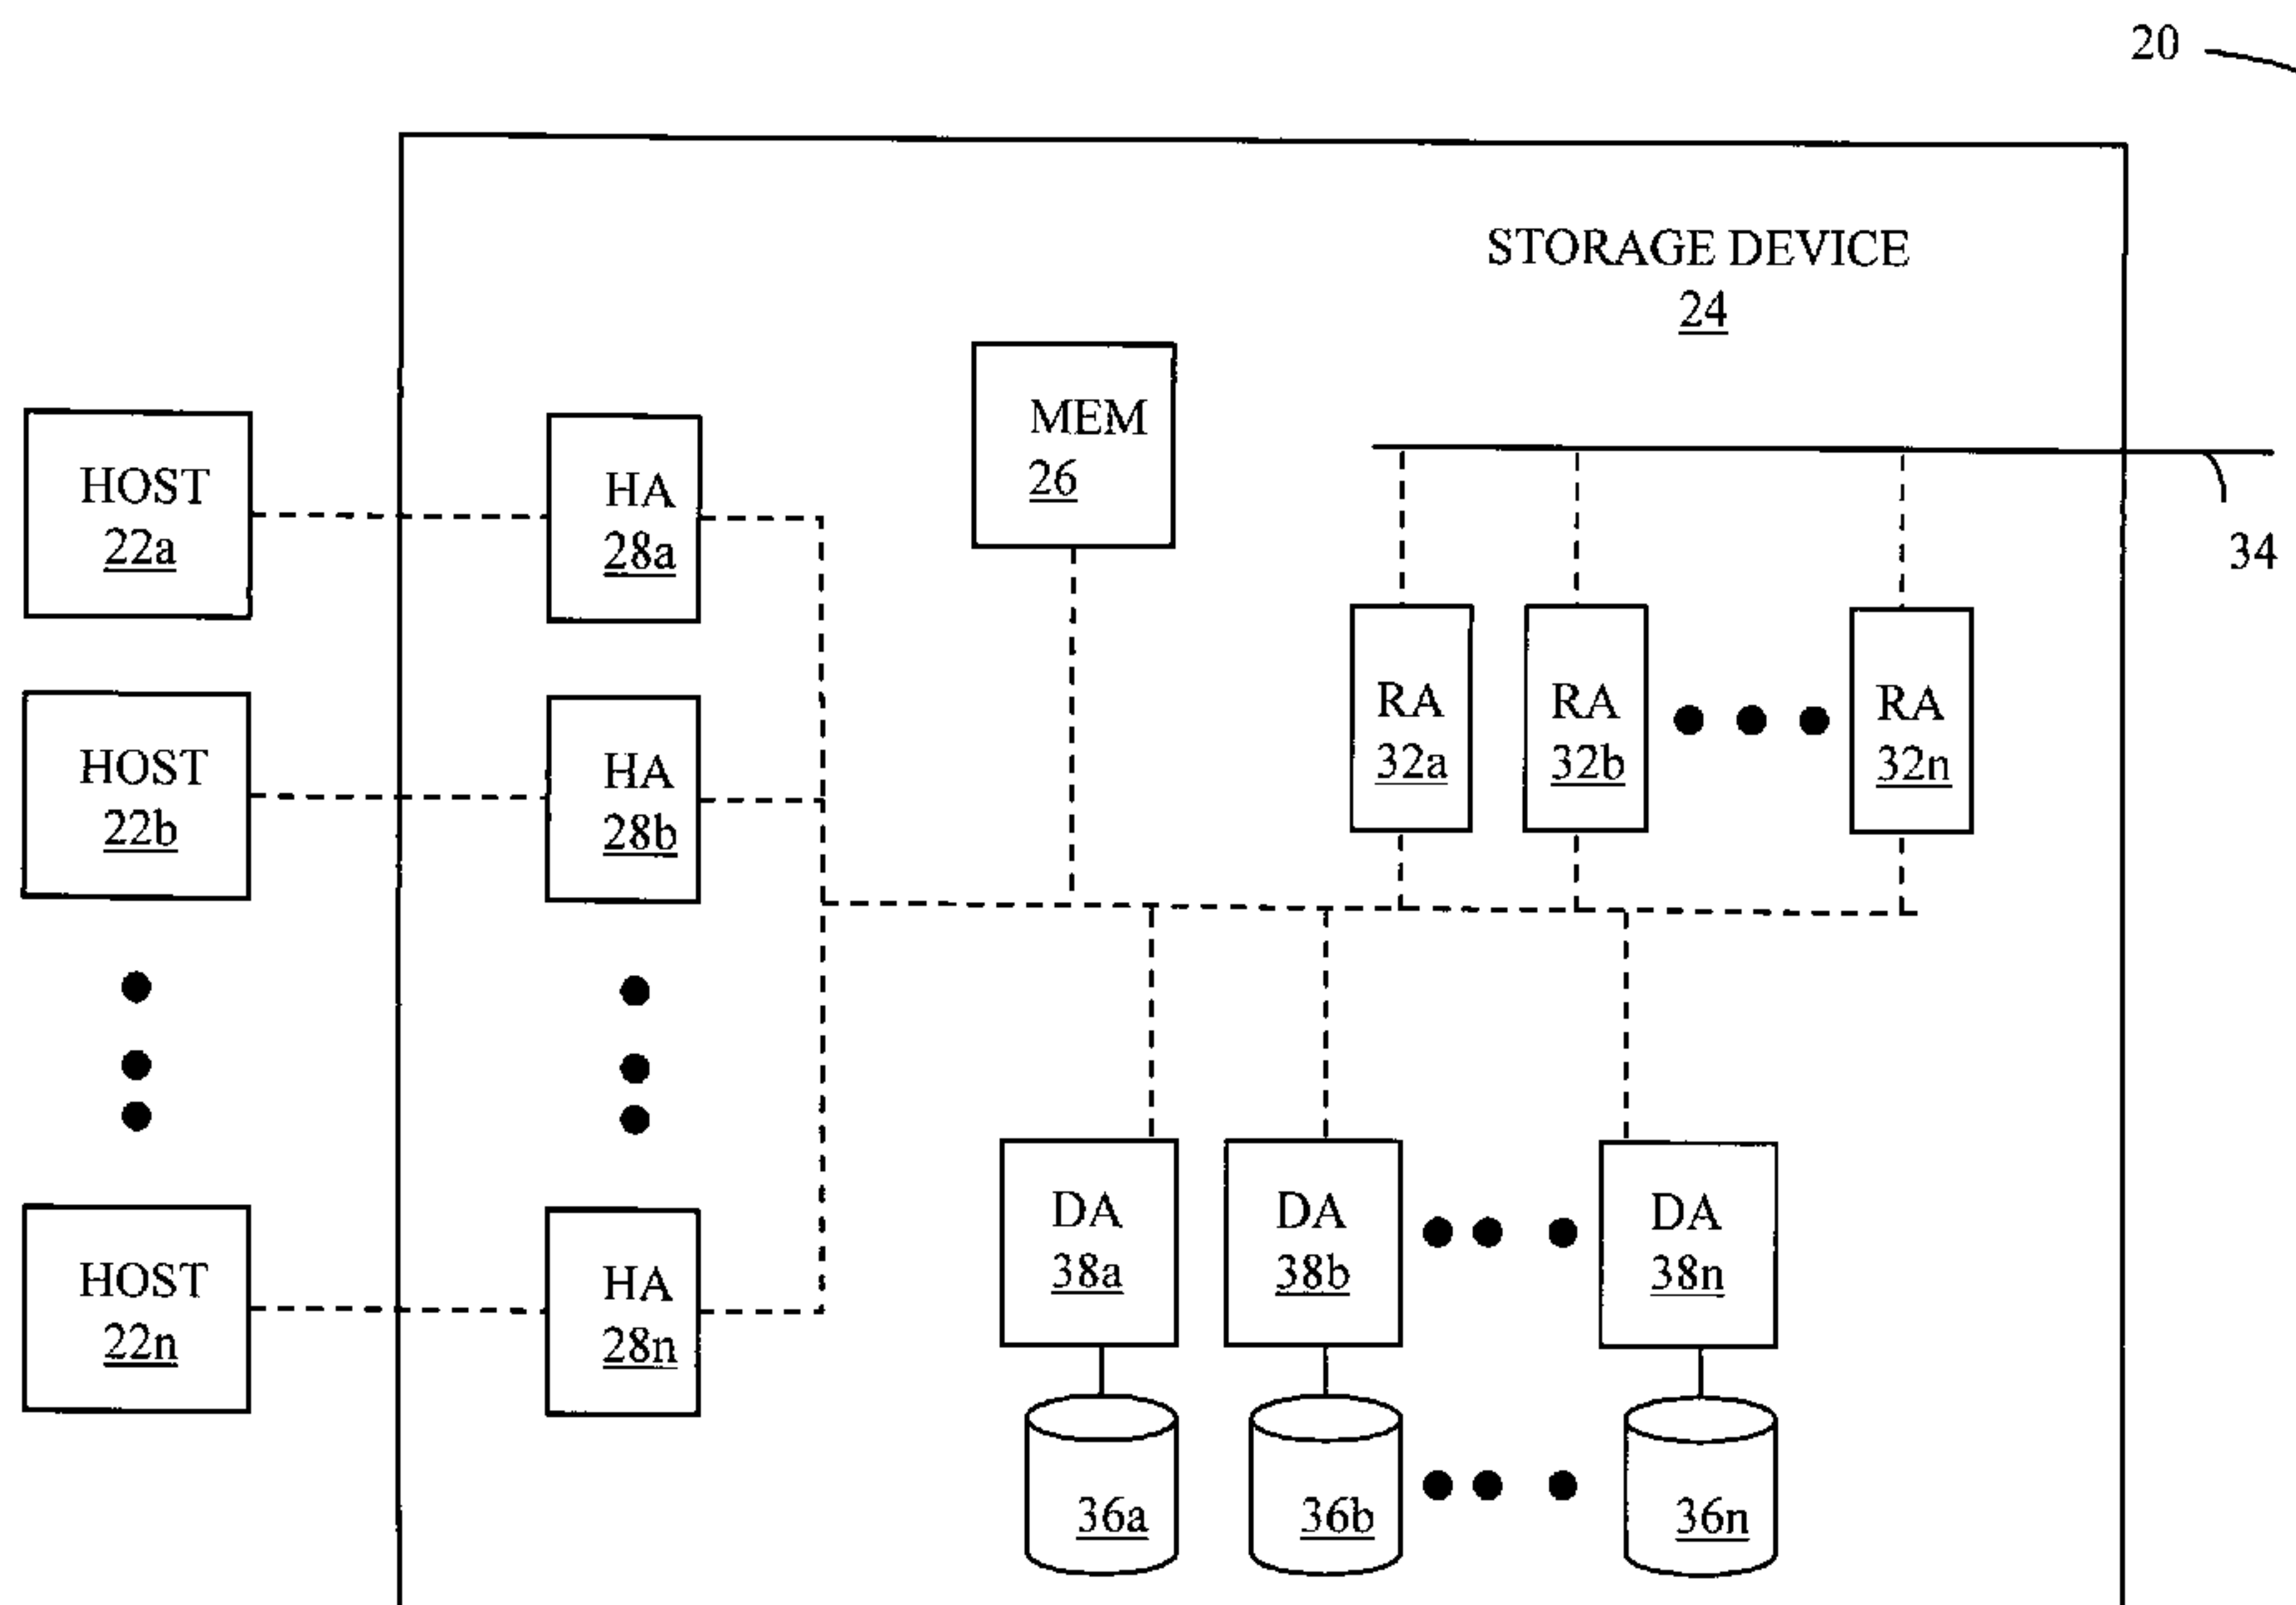 20
STORAGE DEVICE
24
MEM
26
HOST
22a
HA
28a
34
RA
32a
RA
32b
RA
32n
HOST
22b
HA
28b
HOST
22n
HA
28n
DA
38a
DA
38b
DA
38n
36a
36b
36n